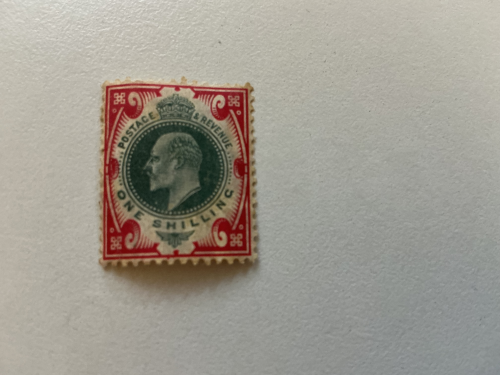 POSTAGE & REVENUE
ONE SHILLING